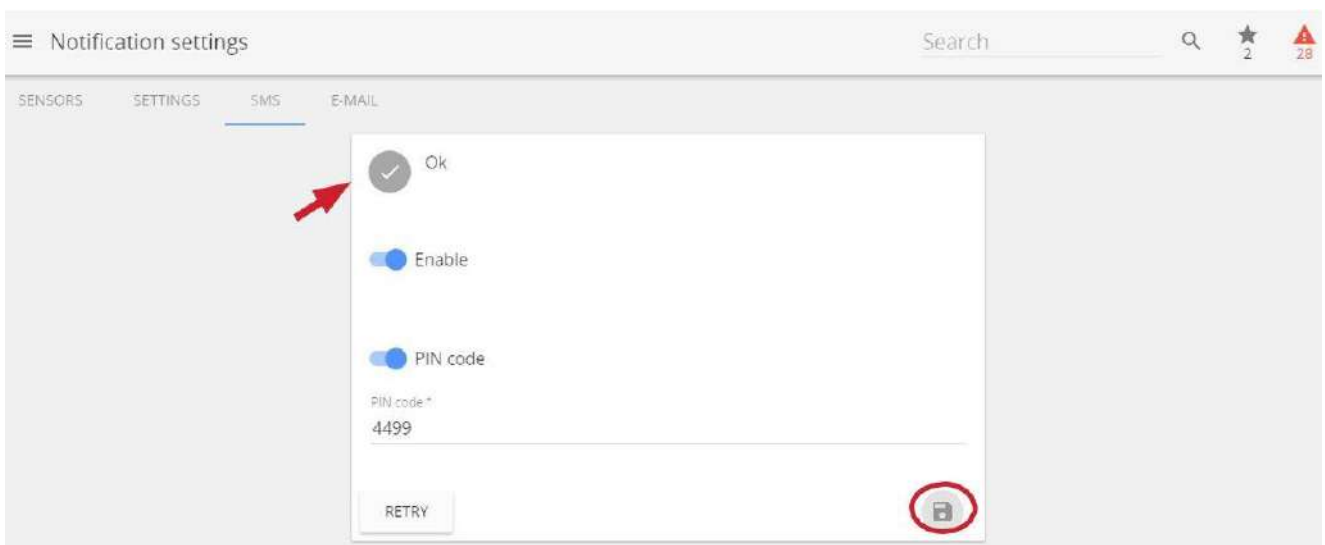 Notification settings
Search
2
28
SENSORS SETTINGS SMS E-MAIL
Ok
Enable
PIN code
PIN code *
4499
RETRY